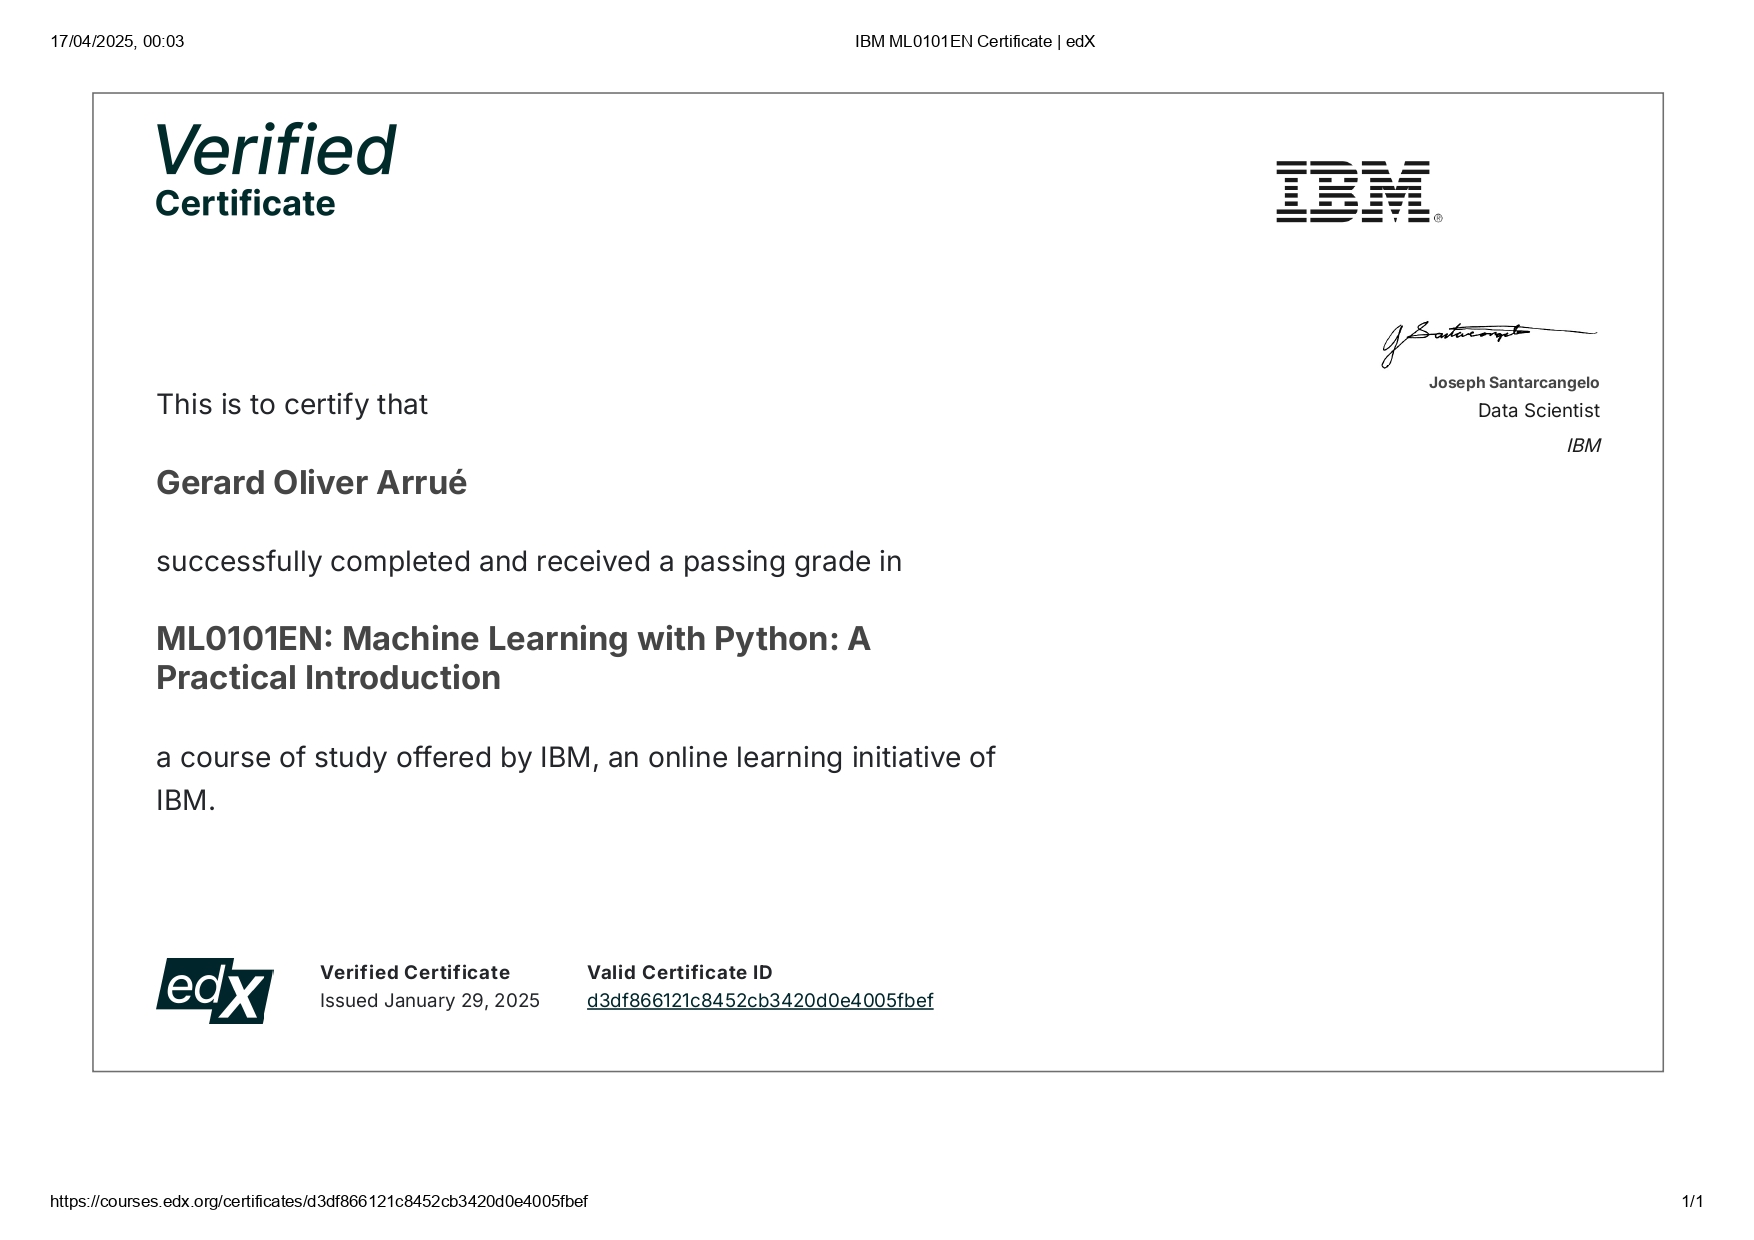 17/04/2025, 00:03
IBM ML0101EN Certificate | edX
Verified
Certificate
IBM®
G Santarcangelo
Joseph Santarcangelo
Data Scientist
IBM
This is to certify that
Gerard Oliver Arrué
successfully completed and received a passing grade in
ML0101EN: Machine Learning with Python: A
Practical Introduction
a course of study offered by IBM, an online learning initiative of
IBM.
edX
Verified Certificate
Issued January 29, 2025
Valid Certificate ID
d3df866121c8452cb3420d0e4005fbef
https://courses.edx.org/certificates/d3df866121c8452cb3420d0e4005fbef
1/1